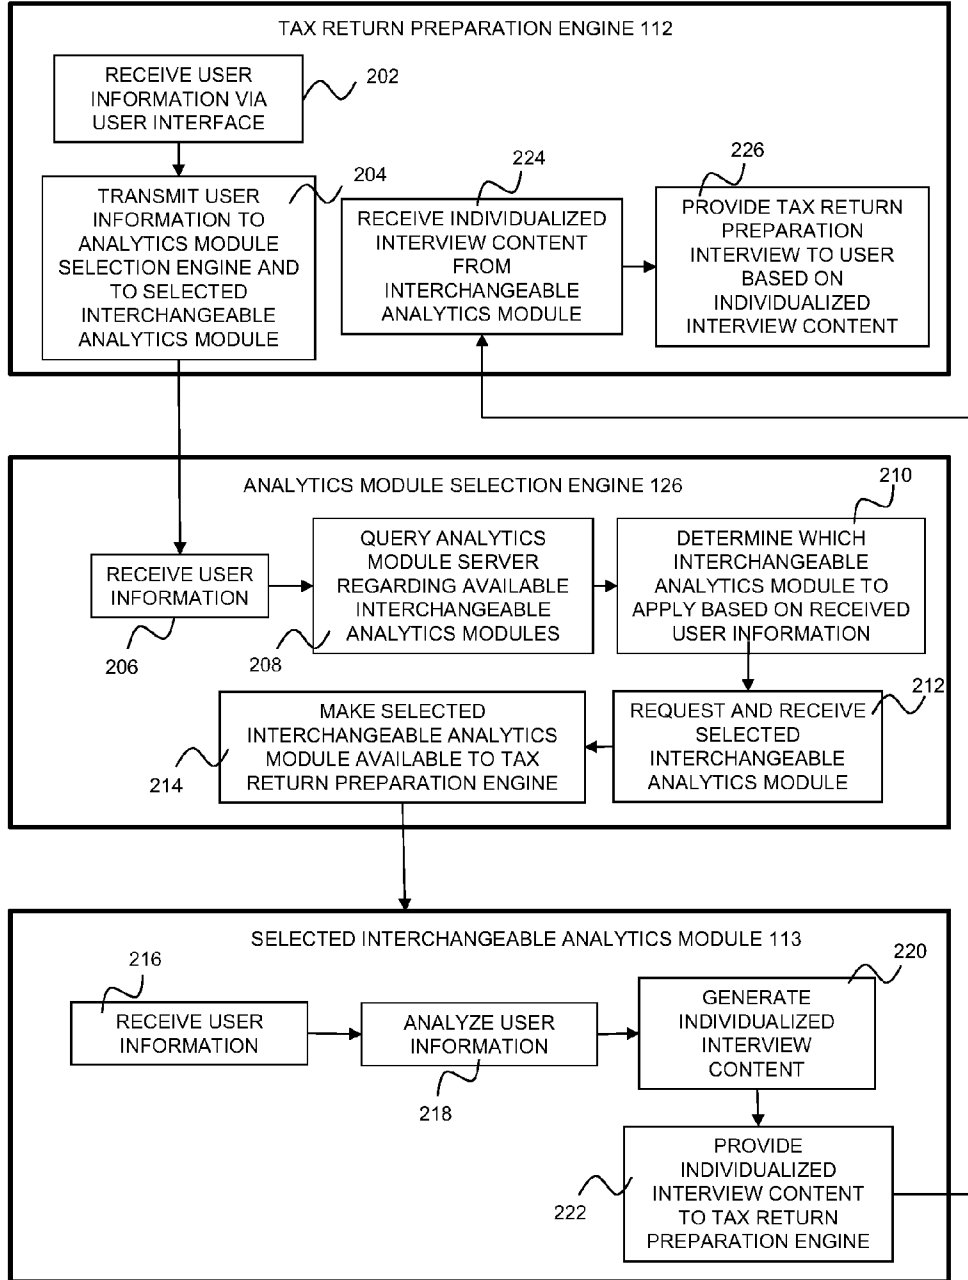 TAX RETURN PREPARATION ENGINE 112
RECEIVE USER
INFORMATION VIA
USER INTERFACE
202
TRANSMIT USER
INFORMATION TO
ANALYTICS MODULE
SELECTION ENGINE AND
TO SELECTED
INTERCHANGEABLE
ANALYTICS MODULE
204
224
RECEIVE INDIVIDUALIZED
INTERVIEW CONTENT
FROM
INTERCHANGEABLE
ANALYTICS MODULE
226
PROVIDE TAX RETURN
PREPARATION
INTERVIEW TO USER
BASED ON
INDIVIDUALIZED
INTERVIEW CONTENT
ANALYTICS MODULE SELECTION ENGINE 126
RECEIVE USER
INFORMATION
206
QUERY ANALYTICS
MODULE SERVER
REGARDING AVAILABLE
INTERCHANGEABLE
ANALYTICS MODULES
208
210
DETERMINE WHICH
INTERCHANGEABLE
ANALYTICS MODULE TO
APPLY BASED ON RECEIVED
USER INFORMATION
212
REQUEST AND RECEIVE
SELECTED
INTERCHANGEABLE
ANALYTICS MODULE
MAKE SELECTED
INTERCHANGEABLE ANALYTICS
MODULE AVAILABLE TO TAX
RETURN PREPARATION ENGINE
214
SELECTED INTERCHANGEABLE ANALYTICS MODULE 113
216
RECEIVE USER
INFORMATION
ANALYZE USER
INFORMATION
218
220
GENERATE
INDIVIDUALIZED
INTERVIEW
CONTENT
PROVIDE
INDIVIDUALIZED
INTERVIEW CONTENT
TO TAX RETURN
PREPARATION ENGINE
222